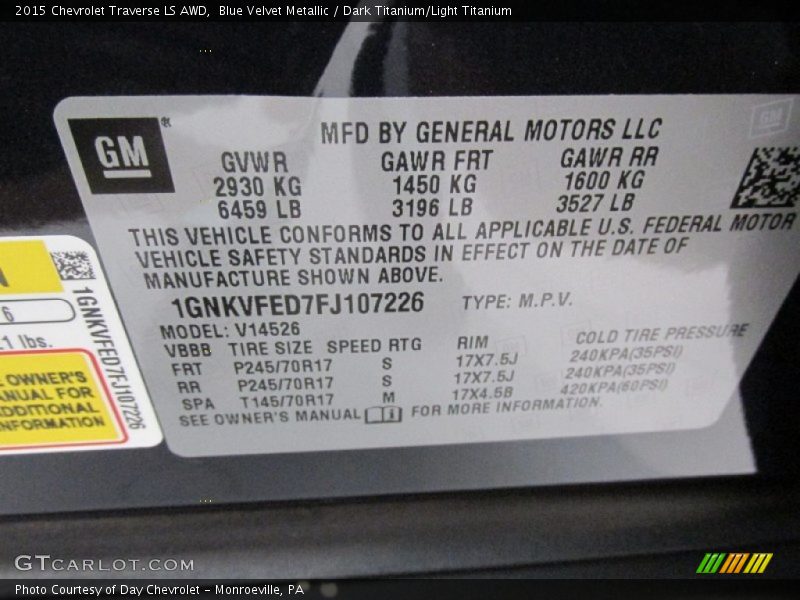 2015 Chevrolet Traverse LS AWD,  Blue Velvet Metallic / Dark Titanium/Light Titanium
GM
MFD BY GENERAL MOTORS LLC
GM
GVWR GAWR FRT GAWR RR
2930 KG 1450 KG 1600 KG
6459 LB 3196 LB 3527 LB
THIS VEHICLE CONFORMS TO ALL APPLICABLE U.S. FEDERAL MOTOR
VEHICLE SAFETY STANDARDS IN EFFECT ON THE DATE OF
MANUFACTURE SHOWN ABOVE.
1GNKVFED7FJ107226 TYPE: M.P.V.
MODEL: V14526
VBBB TIRE SIZE SPEED RTG RIM COLD TIRE PRESSURE
FRT P245/70R17 S 17X7.5J 240KPA(35PSI)
RR P245/70R17 S 17X7.5J 240KPA(35PSI)
SPA T145/70R17 M 17X4.5B 420KPA(60PSI)
SEE OWNER'S MANUAL FOR MORE INFORMATION.
N
6
.1 lbs.
OWNER'S
ANUAL FOR
ADDITIONAL
INFORMATION
1GNKVFED7FJ107226
GTCARLOT.COM
Photo Courtesy of Day Chevrolet - Monroeville, PA